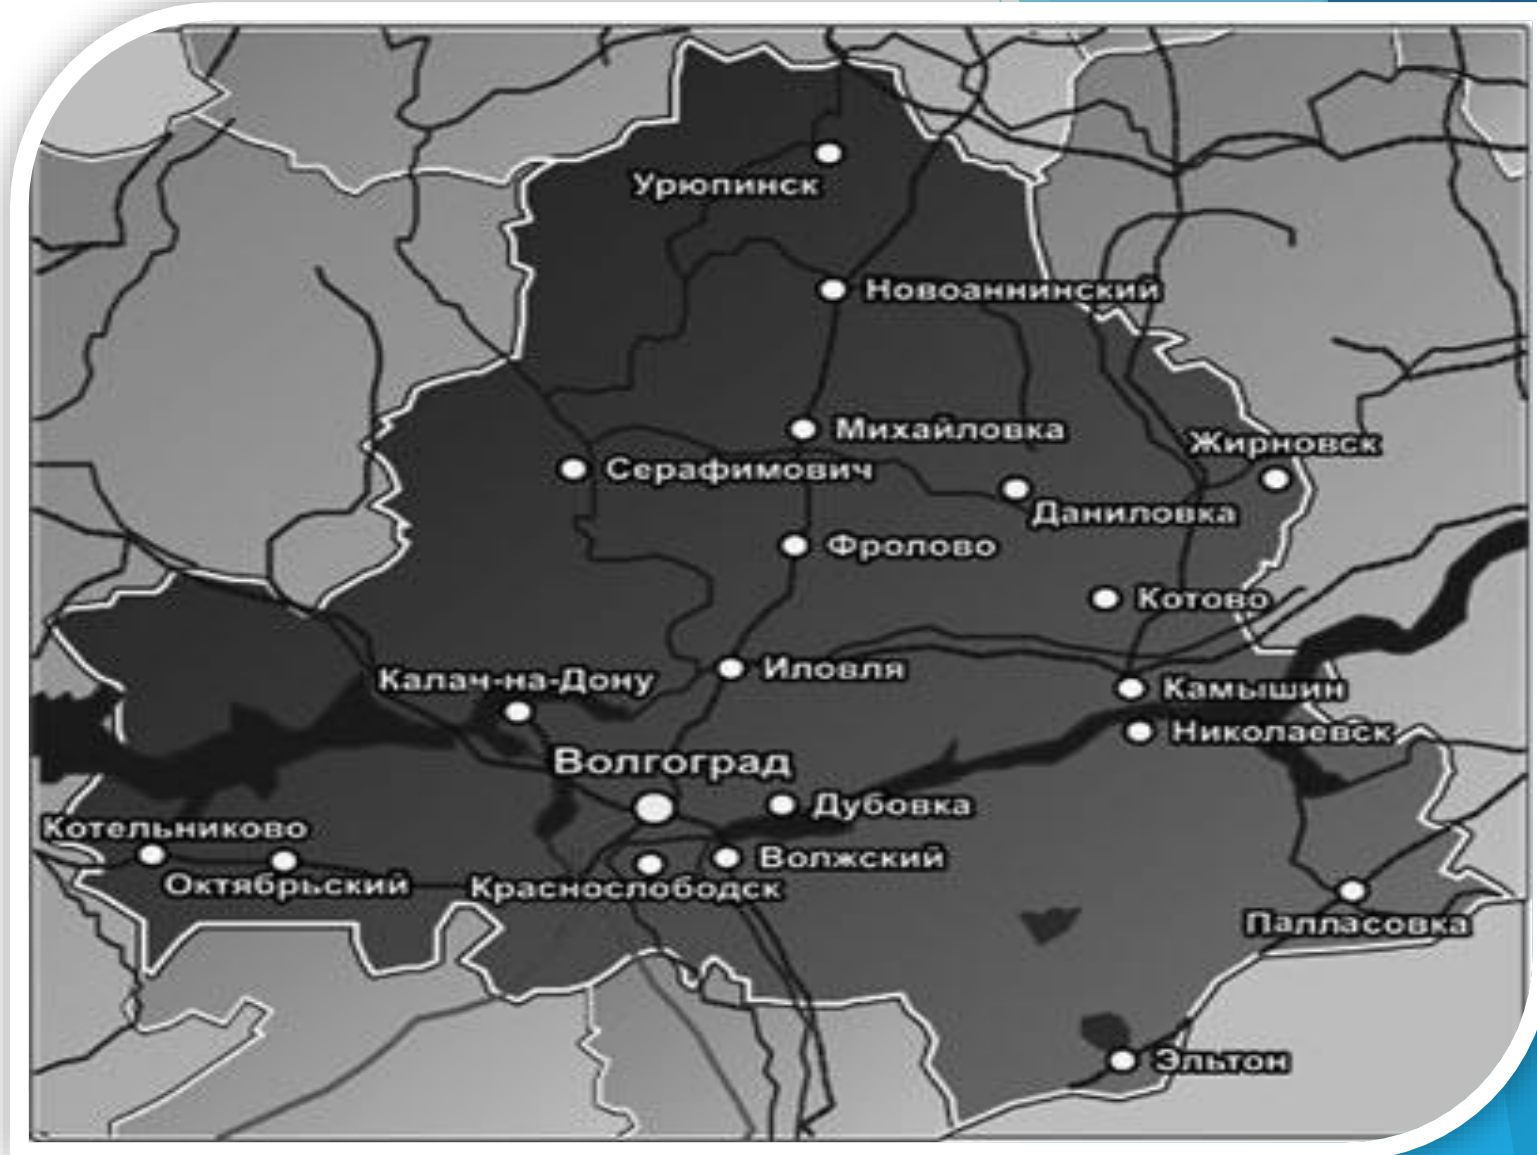 Урюпинск
Новоаннинский
Михайловка
Жирновск
Серафимович
Даниловка
Фролово
Котово
Иловля
Калач-на-Дону
Камышин
Николаевск
Волгоград
Дубовка
Котельниково
Волжский
Октябрьский
Краснослободск
Палласовка
Эльтон